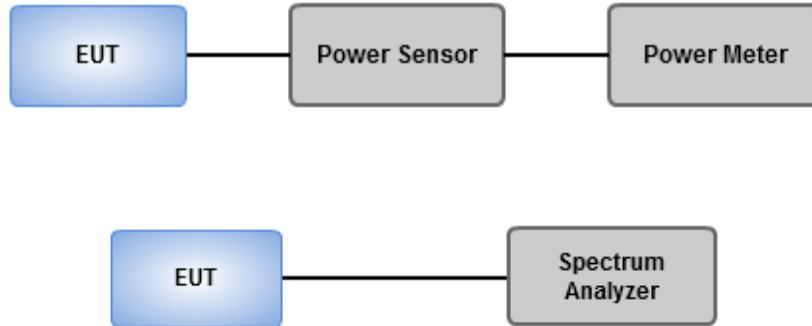 EUT
Power Sensor
Power Meter
EUT
Spectrum
Analyzer